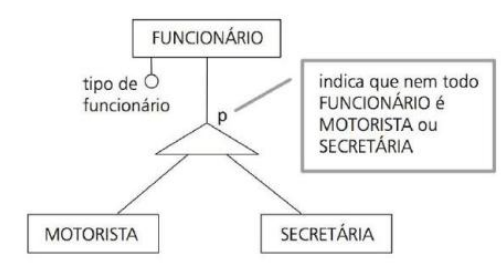 FUNCIONÁRIO
tipo de
funcionário
p
indica que nem todo
FUNCIONÁRIO é
MOTORISTA ou
SECRETÁRIA
MOTORISTA
SECRETÁRIA